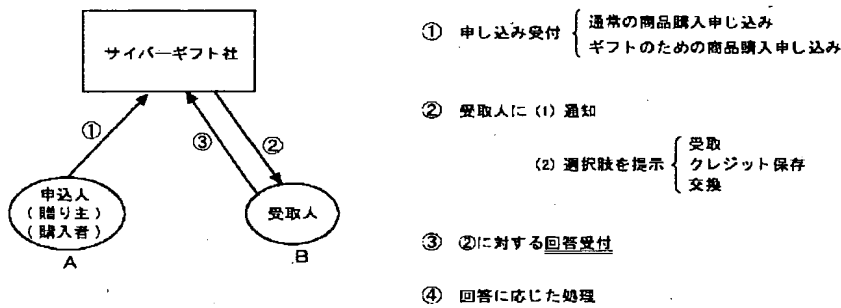 サイバーギフト社
①
③
②
申込人
(贈り主)
(購入者)
A
受取人
B
① 申し込み受付
通常の商品購入申じ込み
ギフトのための商品購入申し込み
② 受取人に (1) 通知
(2) 選択肢を提示
受取
クレジット保存
交換
③ ②に対する回答受付
④ 回答に応じた処理